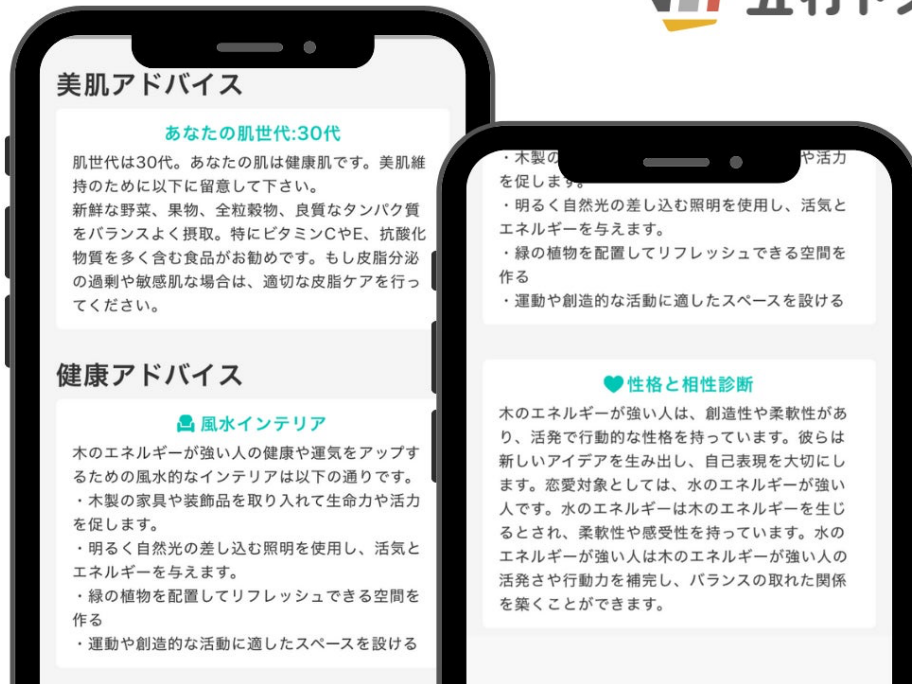 五行ド
美肌アドバイス
あなたの肌世代:30代
肌世代は30代。あなたの肌は健康肌です。美肌維
持のために以下に留意して下さい。
新鮮な野菜、果物、全粒穀物、良質なタンパク質
をバランスよく摂取。特にビタミンCやE、抗酸化
物質を多く含む食品がお勧めです。もし皮脂分泌
の過剰や敏感肌な場合は、適切な皮脂ケアを行っ
てください。
健康アドバイス
風水インテリア
木のエネルギーが強い人の健康や運気をアップす
るための風水的なインテリアは以下の通りです。
・木製の家具や装飾品を取り入れて生命力や活力
を促します。
・明るく自然光の差し込む照明を使用し、活気と
エネルギーを与えます。
・緑の植物を配置してリフレッシュできる空間を
作る
・運動や創造的な活動に適したスペースを設ける
・木製の
や活力
を促します。
・明るく自然光の差し込む照明を使用し、活気と
エネルギーを与えます。
・緑の植物を配置してリフレッシュできる空間を
作る
・運動や創造的な活動に適したスペースを設ける
性格と相性診断
木のエネルギーが強い人は、創造性や柔軟性があ
り、活発で行動的な性格を持っています。彼らは
新しいアイデアを生み出し、自己表現を大切にし
ます。恋愛対象としては、水のエネルギーが強い
人です。水のエネルギーは木のエネルギーを生じ
るとされ、柔軟性や感受性を持っています。水の
エネルギーが強い人は木のエネルギーが強い人の
活発さや行動力を補完し、バランスの取れた関係
を築くことができます。